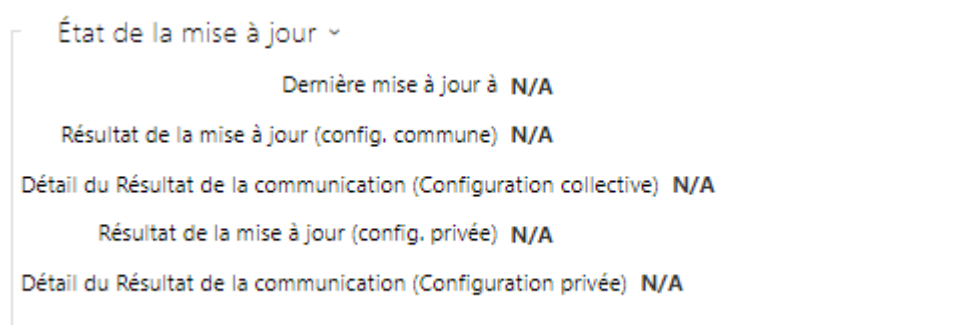 État de la mise à jour
Dernière mise à jour à N/A
Résultat de la mise à jour (config. commune) N/A
Détail du Résultat de la communication (Configuration collective) N/A
Résultat de la mise à jour (config. privée) N/A
Détail du Résultat de la communication (Configuration privée) N/A